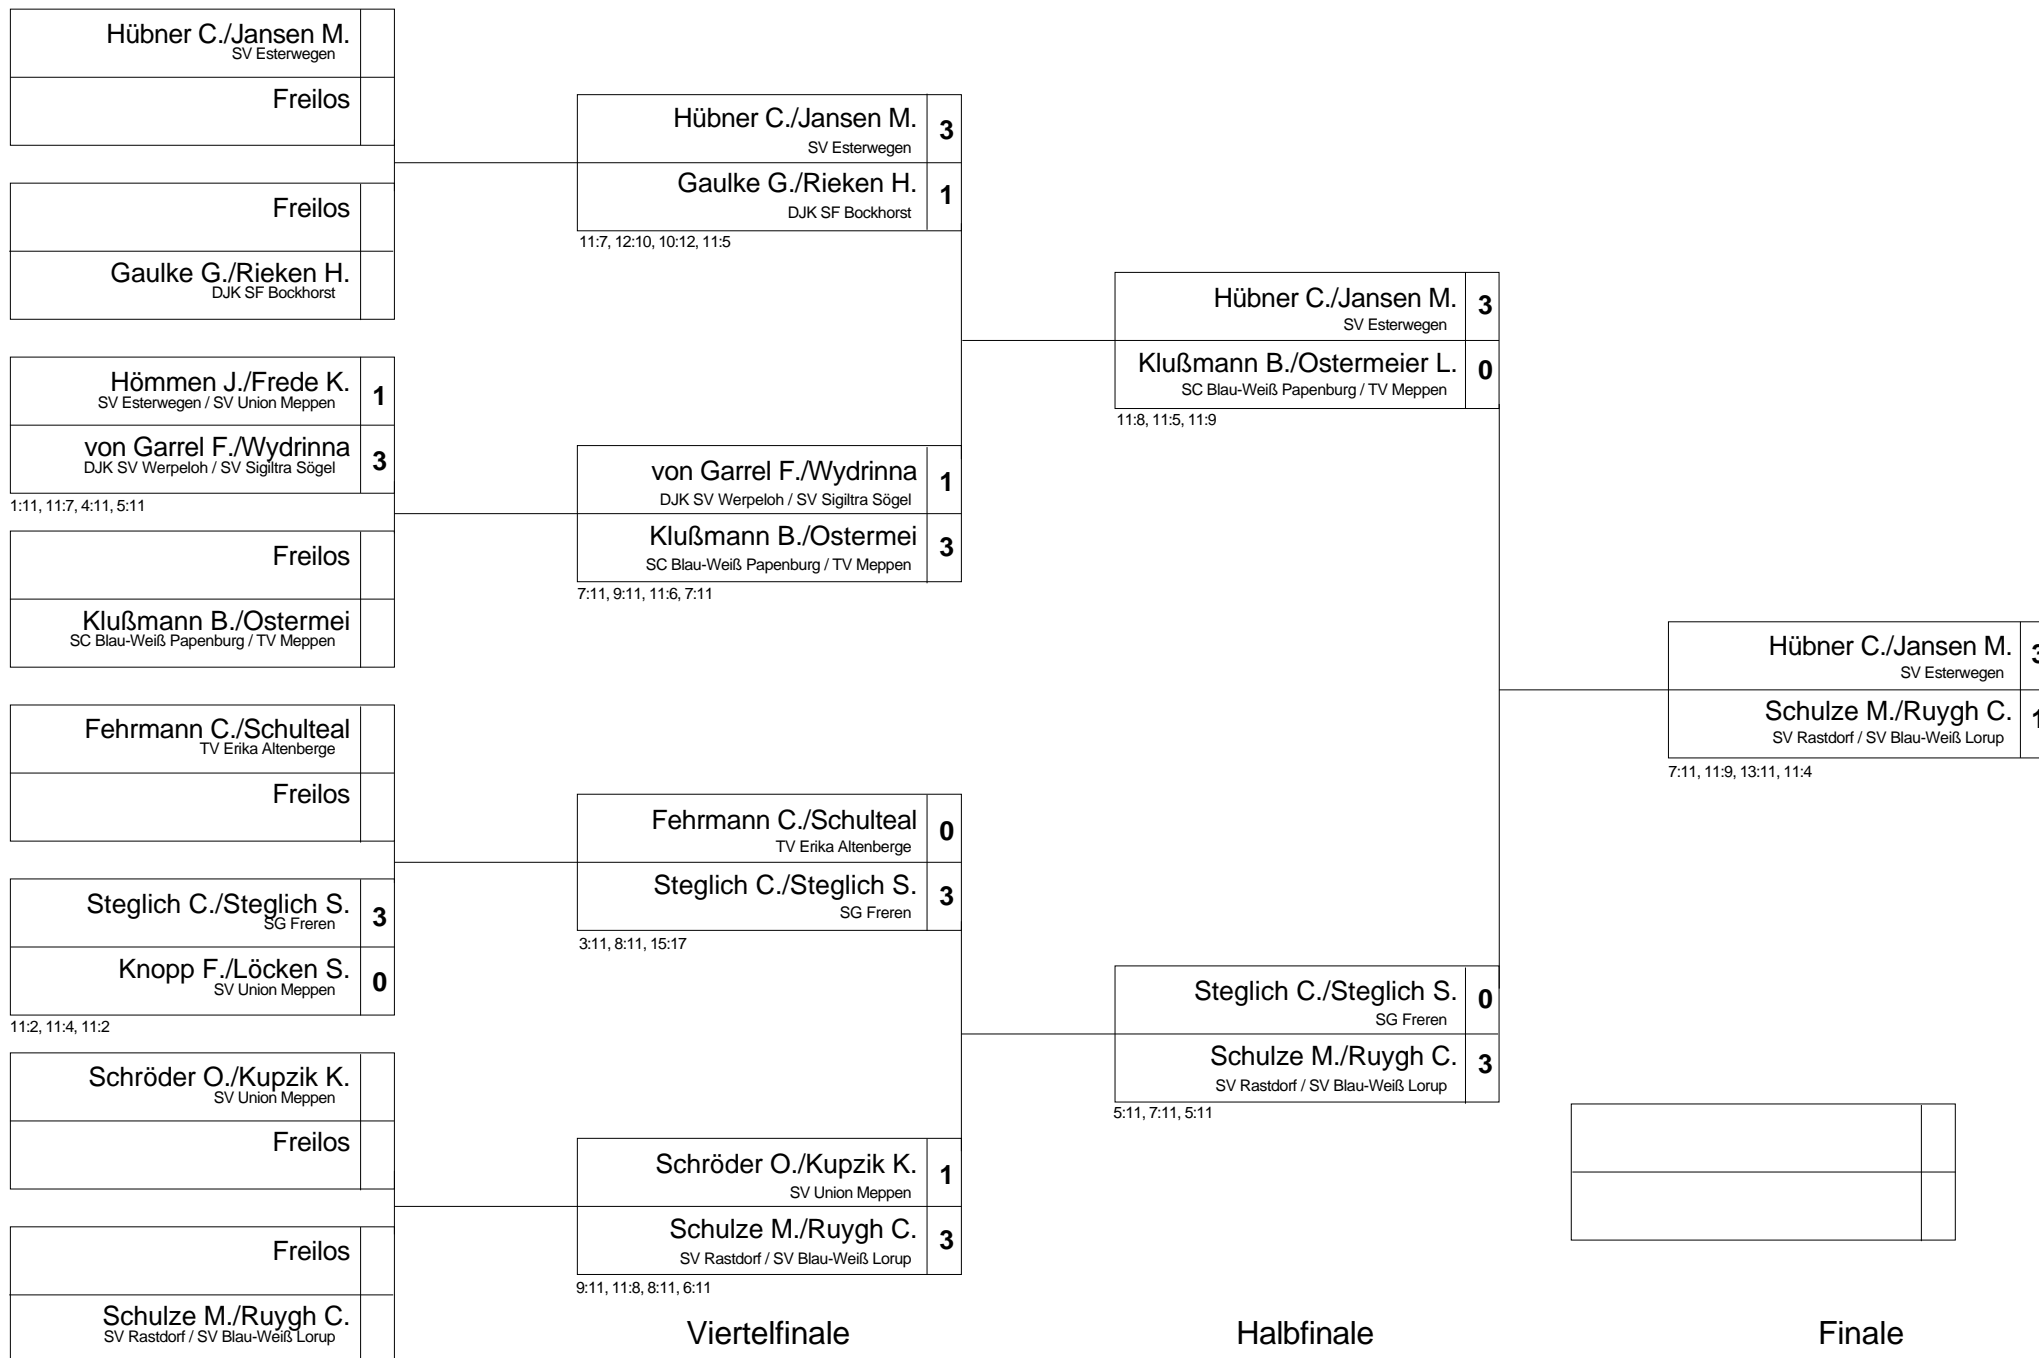 Hübner C./Jansen M.
SV Esterwegen
Freilos
Freilos
Gaulke G./Rieken H.
DJK SF Bockhorst
Hömmen J./Frede K. 1
SV Esterwegen / SV Union Meppen
von Garrel F./Wydrinna 3
DJK SV Werpeloh / SV Sigiltra Sögel
1:11, 11:7, 4:11, 5:11
Freilos
Klußmann B./Ostermei
SC Blau-Weiß Papenburg / TV Meppen
Fehrmann C./Schulteal
TV Erika Altenberge
Freilos
Steglich C./Steglich S. 3
SG Freren
Knopp F./Löcken S. 0
SV Union Meppen
11:2, 11:4, 11:2
Schröder O./Kupzik K.
SV Union Meppen
Freilos
Freilos
Schulze M./Ruygh C.
SV Rastdorf / SV Blau-Weiß Lorup
Hübner C./Jansen M. 3
SV Esterwegen
Gaulke G./Rieken H. 1
DJK SF Bockhorst
11:7, 12:10, 10:12, 11:5
von Garrel F./Wydrinna 1
DJK SV Werpeloh / SV Sigiltra Sögel
Klußmann B./Ostermei 3
SC Blau-Weiß Papenburg / TV Meppen
7:11, 9:11, 11:6, 7:11
Fehrmann C./Schulteal 0
TV Erika Altenberge
Steglich C./Steglich S. 3
SG Freren
3:11, 8:11, 15:17
Schröder O./Kupzik K. 1
SV Union Meppen
Schulze M./Ruygh C. 3
SV Rastdorf / SV Blau-Weiß Lorup
9:11, 11:8, 8:11, 6:11
Viertelfinale
Hübner C./Jansen M. 3
SV Esterwegen
Klußmann B./Ostermeier L. 0
SC Blau-Weiß Papenburg / TV Meppen
11:8, 11:5, 11:9
Steglich C./Steglich S. 0
SG Freren
Schulze M./Ruygh C. 3
SV Rastdorf / SV Blau-Weiß Lorup
5:11, 7:11, 5:11
Halbfinale
Hübner C./Jansen M. 3
SV Esterwegen
Schulze M./Ruygh C. 1
SV Rastdorf / SV Blau-Weiß Lorup
7:11, 11:9, 13:11, 11:4
Finale